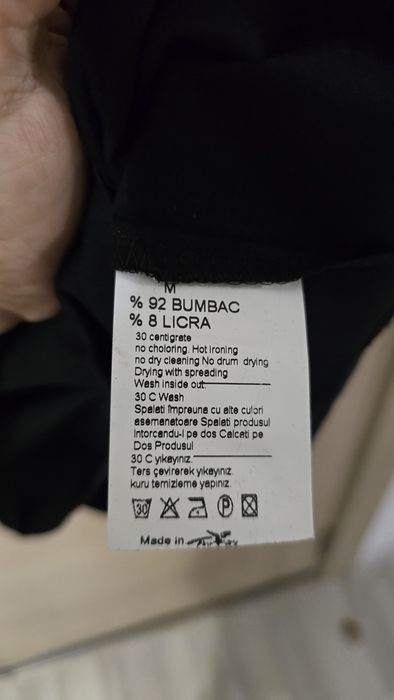 M
% 92 BUMBAC
% 8 LICRA
30 centigrate
no choloring. Hot Ironing
no dry cleaning No drum drying
Drying with spreading
Wash inside out
30 C Wash
Spalati Impreuna cu alte culori
asemanatoare Spalati produsul
Intorcandu-l pe dos Calcati pe
Dos Produsul
30 C yıkayınız.
Ters çevirerek yıkayınız.
kuru temizleme yapınız.
30 P
Made in